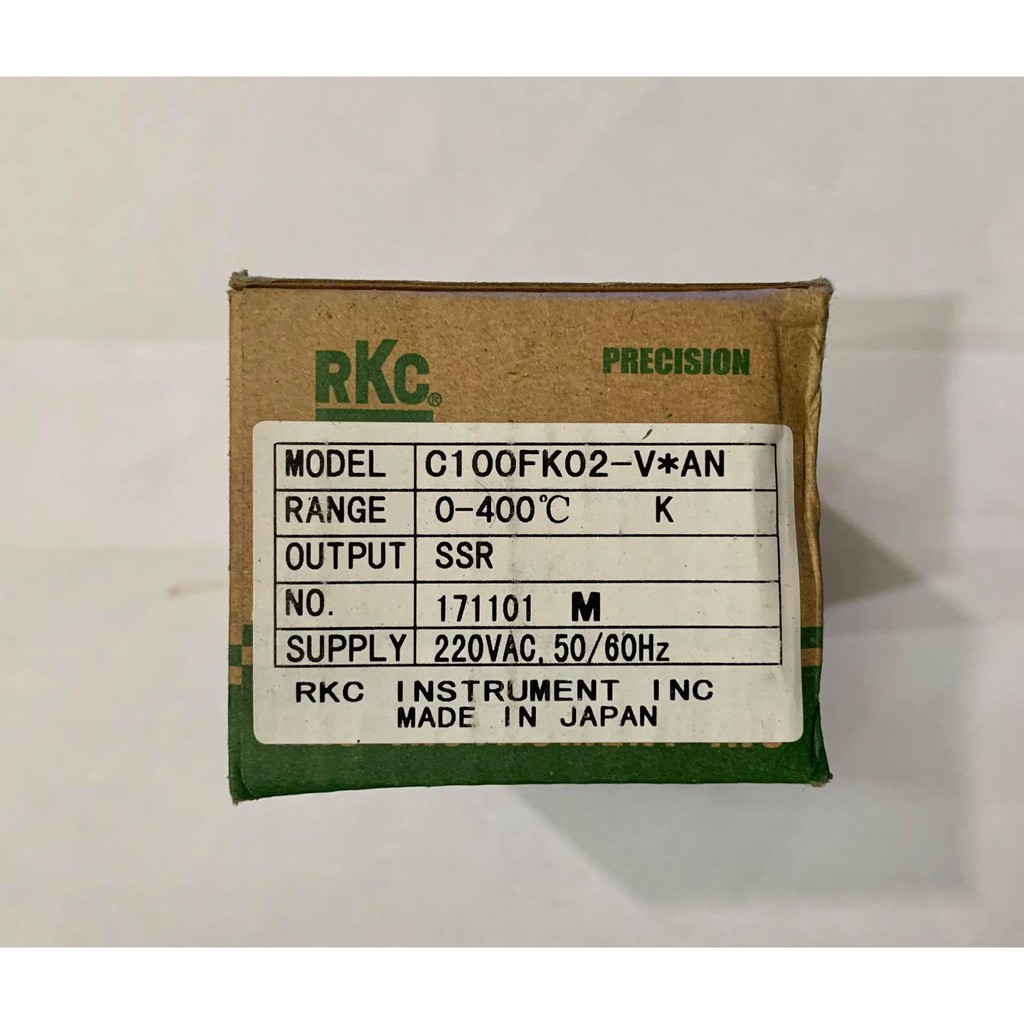 RKC®
PRECISION
MODEL C100FK02-V*AN
RANGE 0-400℃ K
OUTPUT SSR
NO. 171101 M
SUPPLY 220VAC, 50/60Hz
RKC INSTRUMENT INC
MADE IN JAPAN